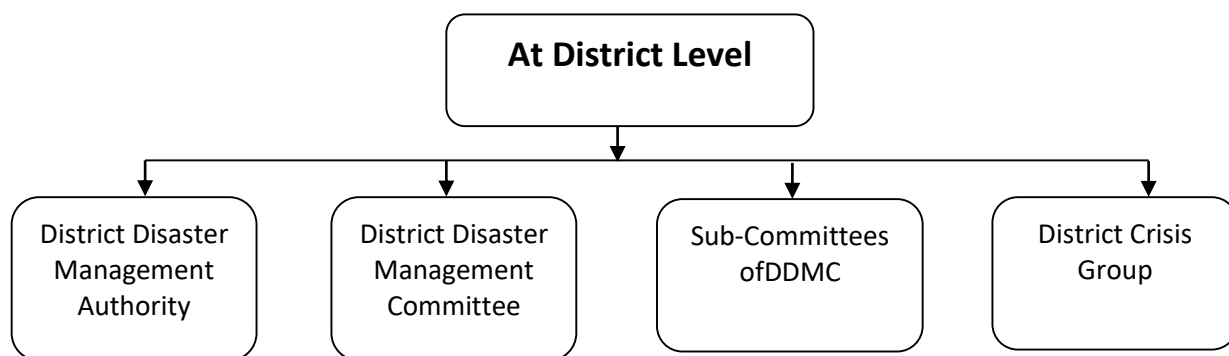 At District Level
District Disaster
Management
Authority
District Disaster
Management
Committee
Sub-Committees
ofDDMC
District Crisis
Group